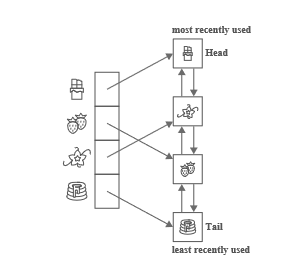 most recently used
Head
Tail
least recently used